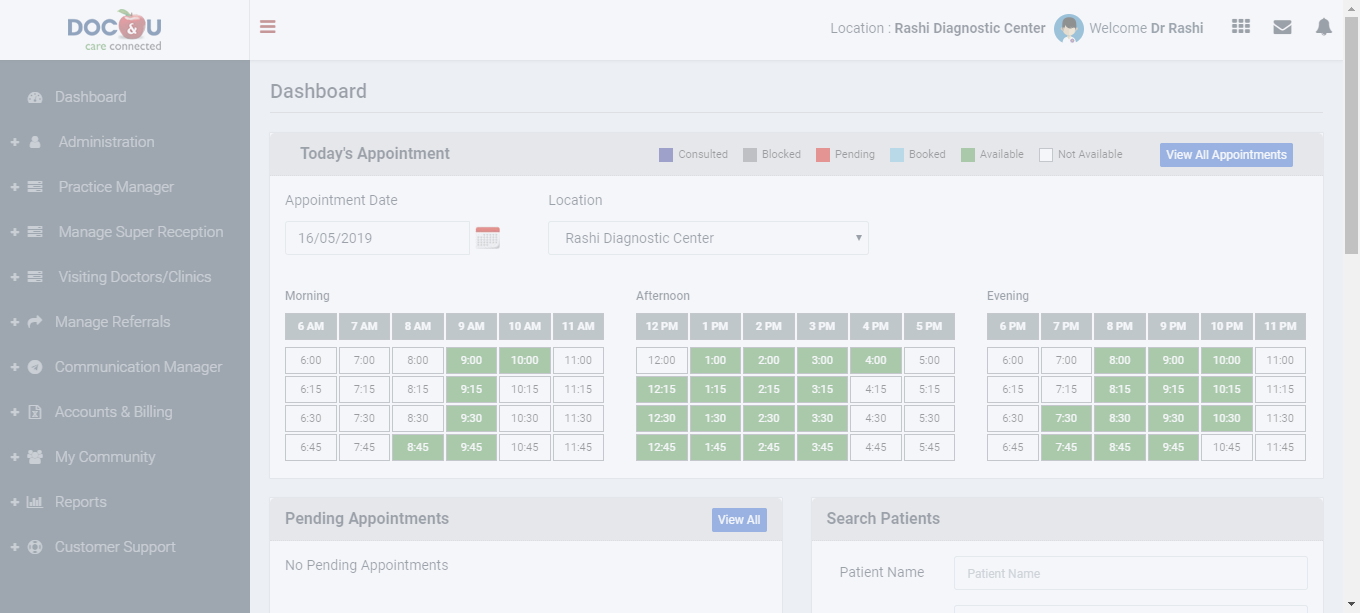 DOC&U
care connected
Location : Rashi Diagnostic Center Welcome Dr Rashi
Dashboard
Administration
Practice Manager
Manage Super Reception
Visiting Doctors/Clinics
Manage Referrals
Communication Manager
Accounts & Billing
My Community
Reports
Customer Support
Dashboard
Today's Appointment
Consulted Blocked Pending Booked Available Not Available
View All Appointments
Appointment Date Location
16/05/2019 Rashi Diagnostic Center
Morning
6 AM 7 AM 8 AM 9 AM 10 AM 11 AM
6:00 7:00 8:00 9:00 10:00 11:00
6:15 7:15 8:15 9:15 10:15 11:15
6:30 7:30 8:30 9:30 10:30 11:30
6:45 7:45 8:45 9:45 10:45 11:45
Afternoon
12 PM 1 PM 2 PM 3 PM 4 PM 5 PM
12:00 1:00 2:00 3:00 4:00 5:00
12:15 1:15 2:15 3:15 4:15 5:15
12:30 1:30 2:30 3:30 4:30 5:30
12:45 1:45 2:45 3:45 4:45 5:45
Evening
6 PM 7 PM 8 PM 9 PM 10 PM 11 PM
6:00 7:00 8:00 9:00 10:00 11:00
6:15 7:15 8:15 9:15 10:15 11:15
6:30 7:30 8:30 9:30 10:30 11:30
6:45 7:45 8:45 9:45 10:45 11:45
Pending Appointments View All
No Pending Appointments
Search Patients
Patient Name Patient Name